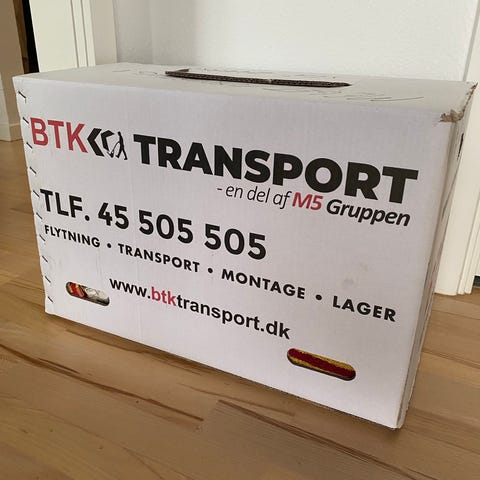 BTK TRANSPORT
- en del af M5 Gruppen
TLF. 45 505 505
FLYTNING • TRANSPORT • MONTAGE • LAGER
www.btktransport.dk